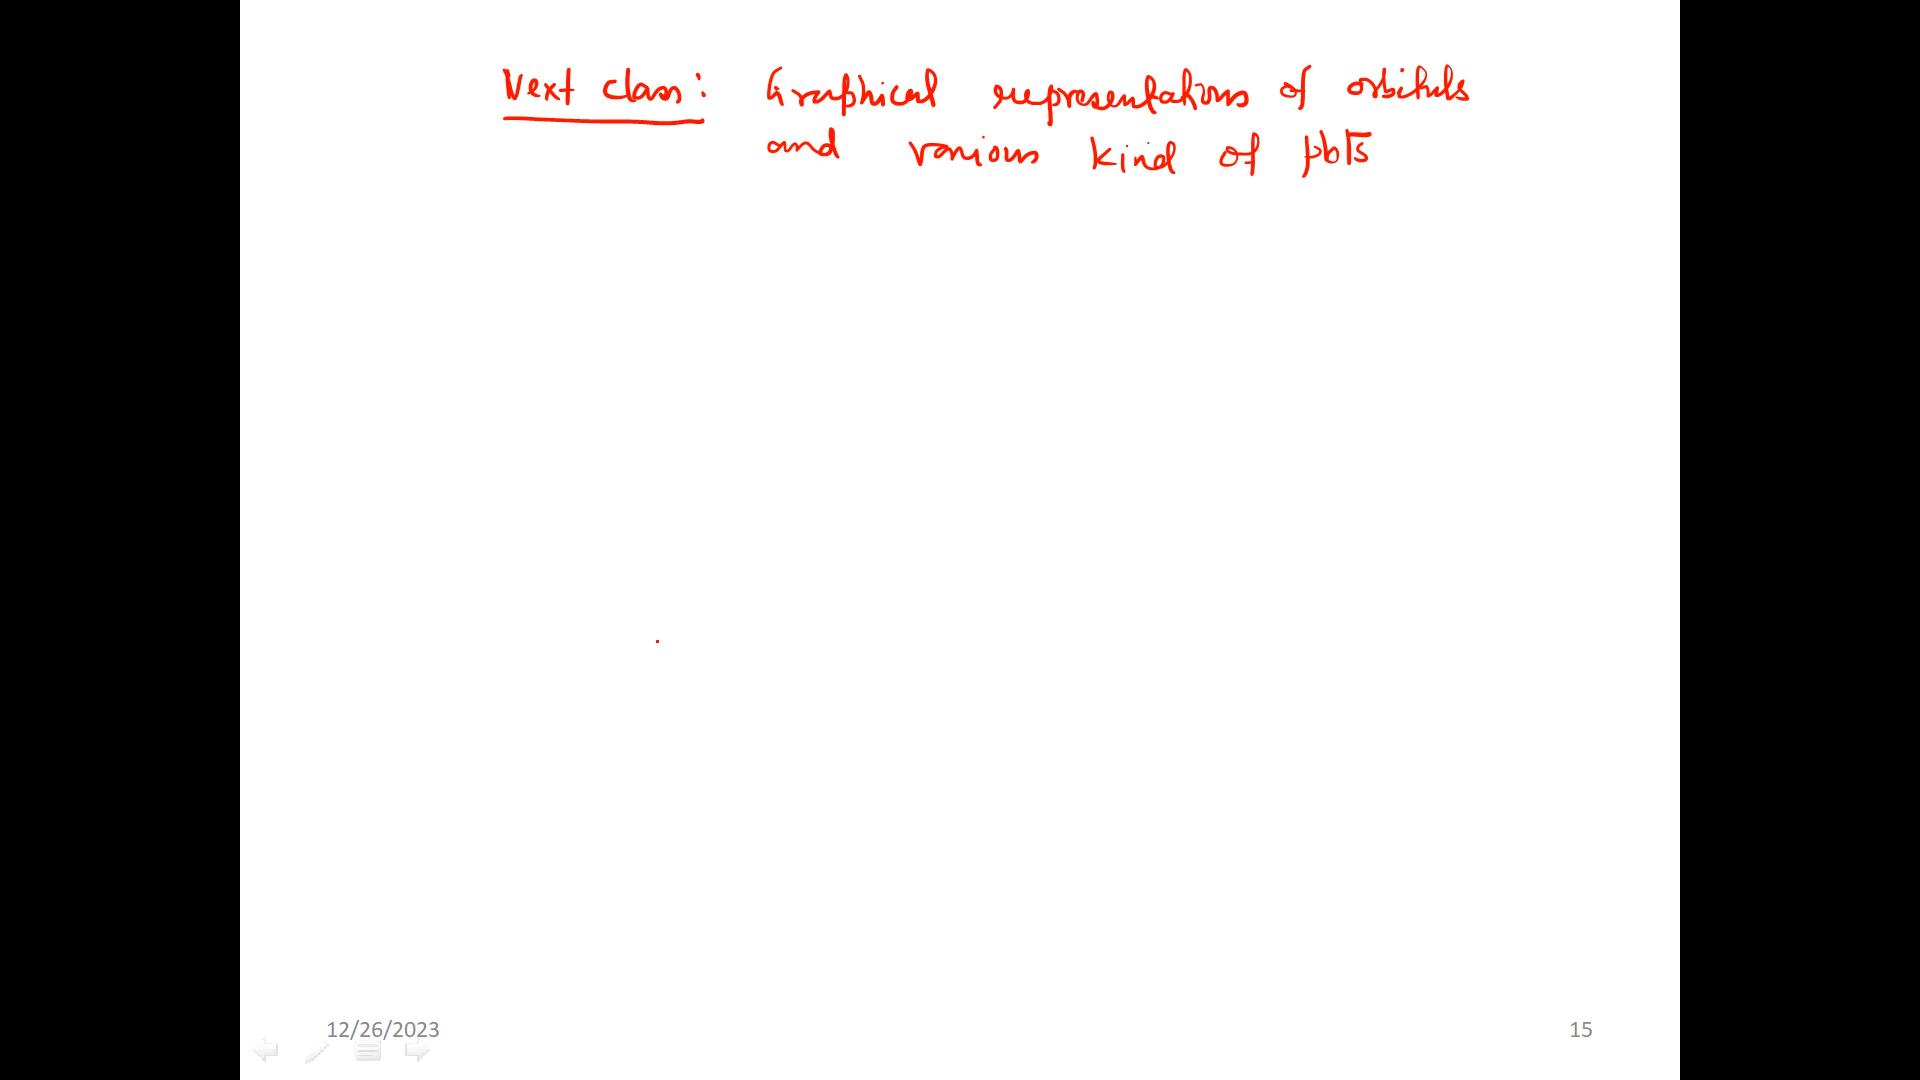 Next class: Graphical representations of orbitals
and various kind of plots
12/26/2023
15